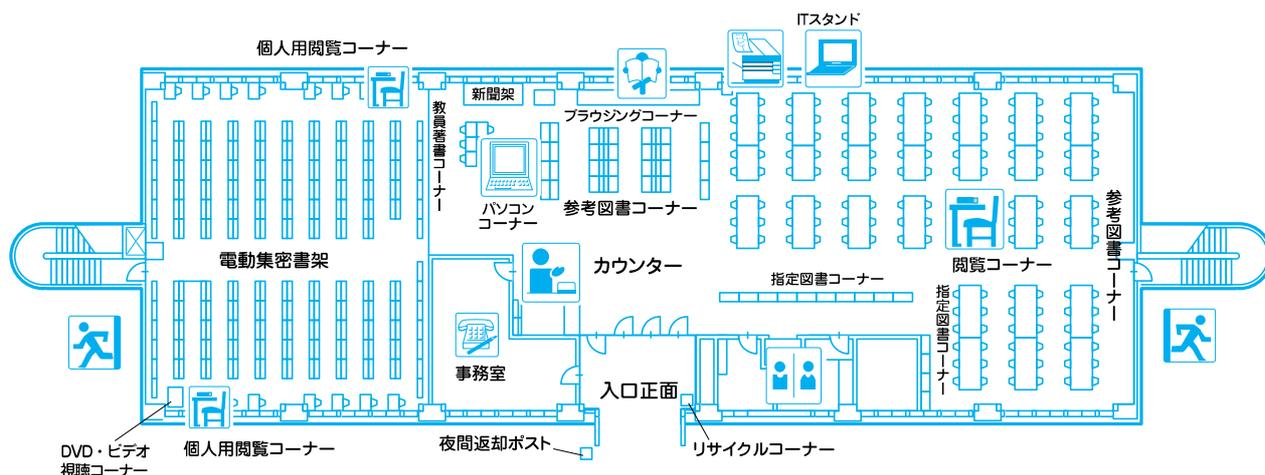 ITスタンド
個人用閲覧コーナー
新聞架
教員著書コーナー
ブラウジングコーナー
パソコン
コーナー
参考図書コーナー
参考図書コーナー
電動集密書架
カウンター
閲覧コーナー
指定図書コーナー
指定図書コーナー
事務室
入口正面
DVD・ビデオ
視聴コーナー
個人用閲覧コーナー
夜間返却ポスト
リサイクルコーナー